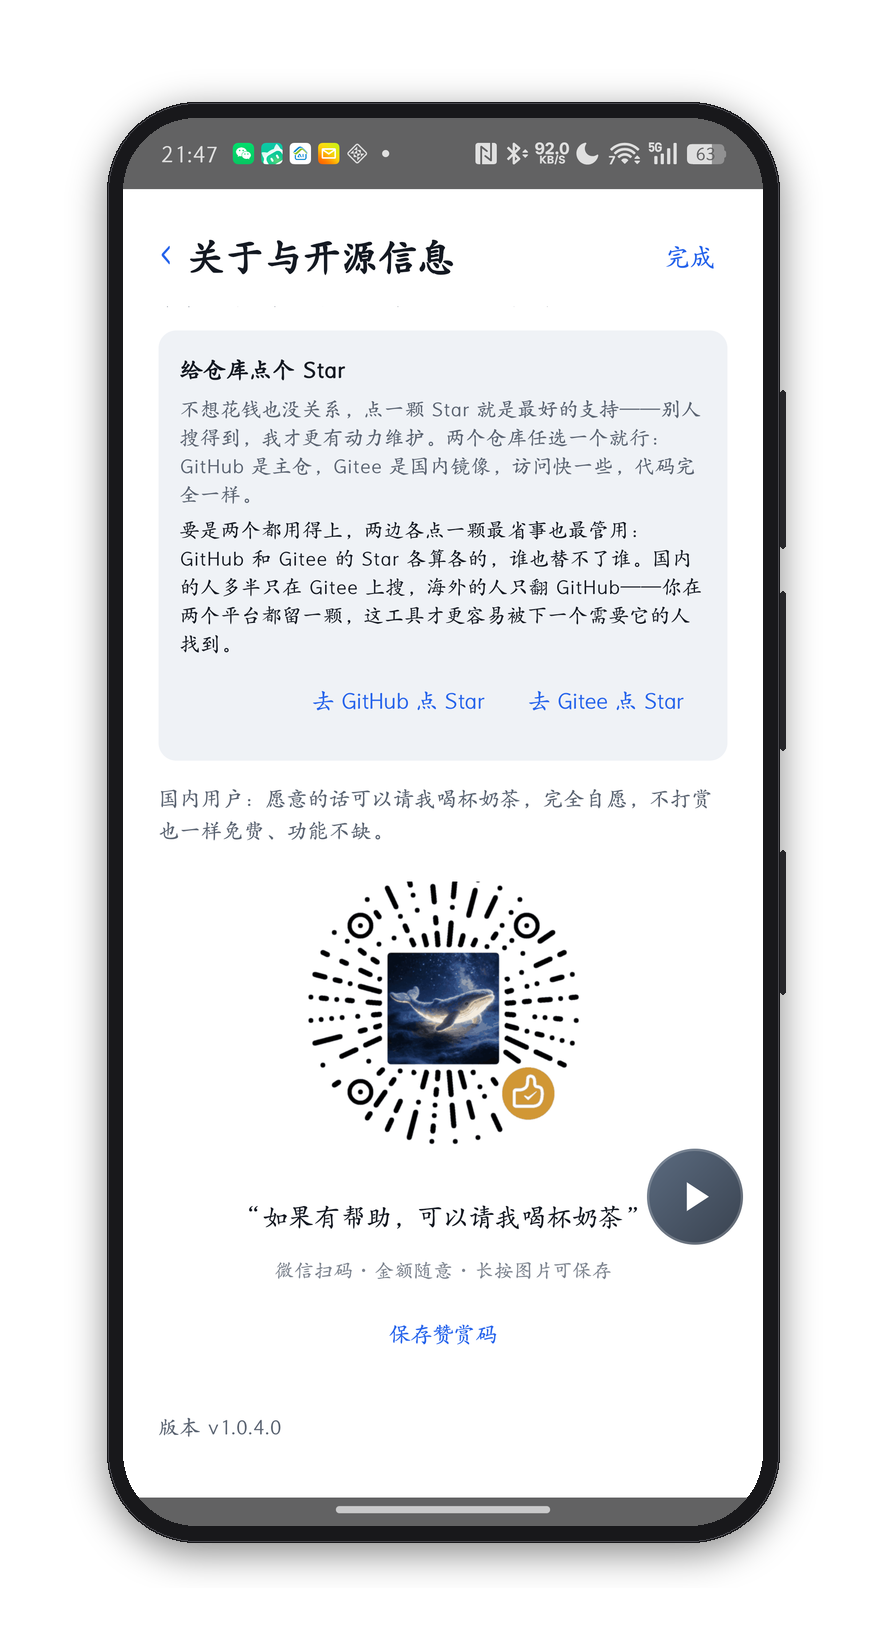 21:47
92.0
KB/S
7
5G
63
关于与开源信息
完成
给仓库点个 Star
不想花钱也没关系，点一颗 Star 就是最好的支持——别人
搜得到，我才更有动力维护。两个仓库任选一个就行：
GitHub 是主仓，Gitee 是国内镜像，访问快一些，代码完
全一样。
要是两个都用得上，两边各点一颗最省事也最管用：
GitHub 和 Gitee 的 Star 各算各的，谁也替不了谁。国内
的人多半只在 Gitee 上搜，海外的人只翻 GitHub——你在
两个平台都留一颗，这工具才更容易被下一个需要它的人
找到。
去 GitHub 点 Star 去 Gitee 点 Star
国内用户：愿意的话可以请我喝杯奶茶，完全自愿，不打赏
也一样免费、功能不缺。
“如果有帮助，可以请我喝杯奶茶”
微信扫码 · 金额随意 · 长按图片可保存
保存赞赏码
版本 v1.0.4.0